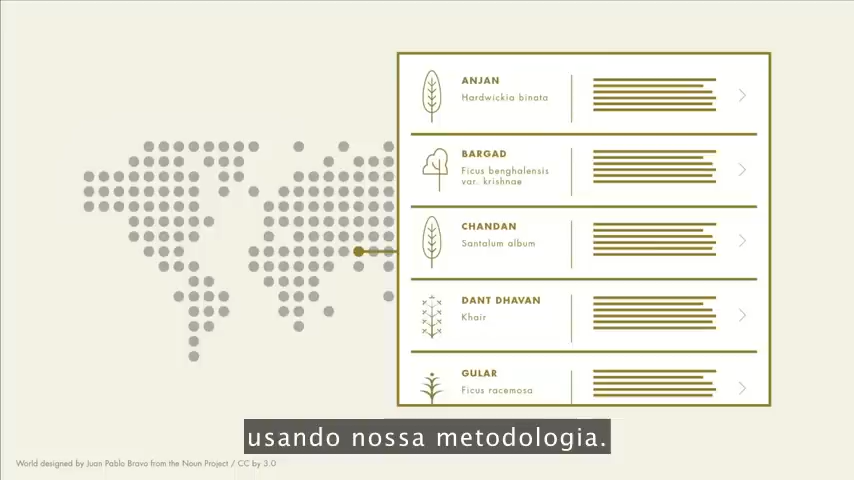 ANJAN
Hardwickia binata
BARGAD
Ficus benghalensis
var. krishnae
CHANDAN
Santalum album
DANT DHAVAN
Khair
GULAR
Ficus racemosa
usando nossa metodologia.
World designed by Juan Pablo Bravo from the Noun Project / CC by 3.0